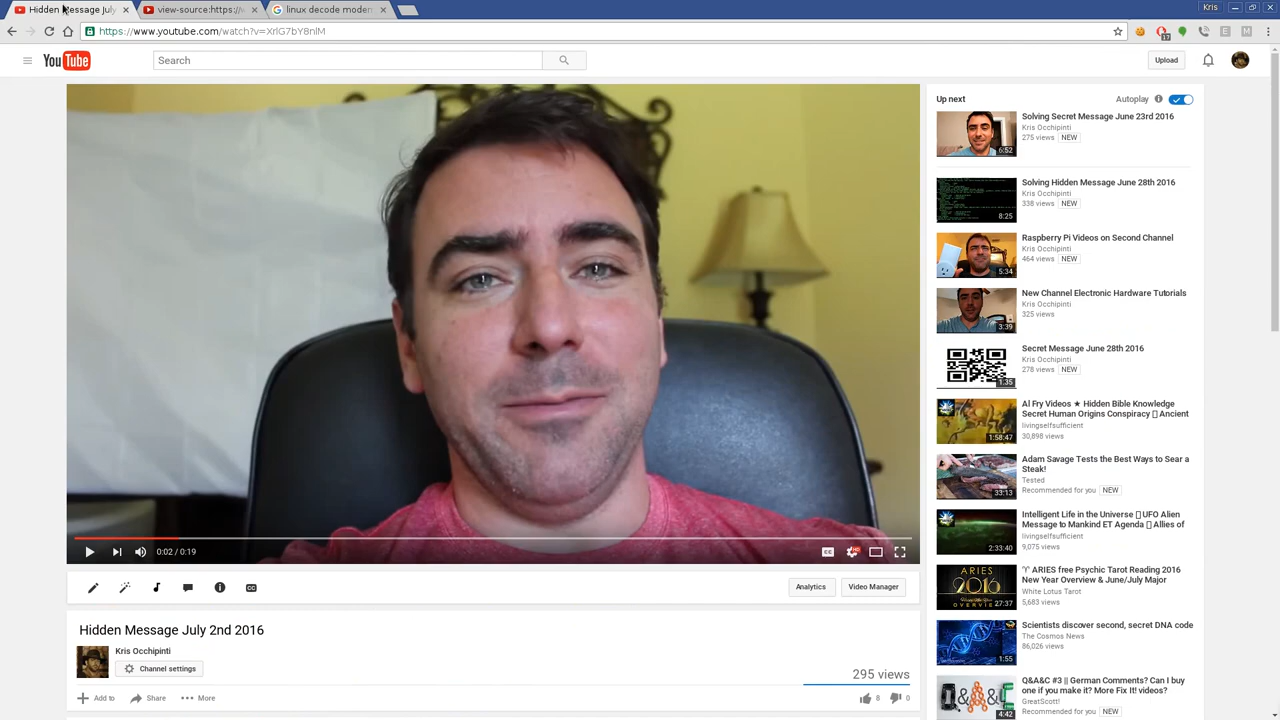 Hidden Message July
view-source:https://
linux decode modem
Kris
https://www.youtube.com/watch?v=XrlG7bY8nlM
17
YouTube
Search
Upload
Up next
Autoplay
Solving Secret Message June 23rd 2016
Kris Occhipinti
275 views NEW
6:52
Solving Hidden Message June 28th 2016
Kris Occhipinti
338 views NEW
8:25
Raspberry Pi Videos on Second Channel
Kris Occhipinti
464 views NEW
5:34
New Channel Electronic Hardware Tutorials
Kris Occhipinti
325 views
3:39
Secret Message June 28th 2016
Kris Occhipinti
278 views NEW
1:35
Al Fry Videos ★ Hidden Bible Knowledge
Secret Human Origins Conspiracy Ancient
livingselfsufficient
30,898 views
1:58:47
Adam Savage Tests the Best Ways to Sear a
Steak!
Tested
Recommended for you NEW
33:13
Intelligent Life in the Universe UFO Alien
Message to Mankind ET Agenda Allies of
livingselfsufficient
9,075 views
2:33:40
♈ ARIES free Psychic Tarot Reading 2016
New Year Overview & June/July Major
White Lotus Tarot
5,683 views
ARIES
2016
27:37
Scientists discover second, secret DNA code
The Cosmos News
86,026 views
1:55
Q&A&C #3 || German Comments? Can I buy
one if you make it? More Fix It! videos?
GreatScott!
Recommended for you NEW
4:42
0:02 / 0:19
CC
HD
Analytics
Video Manager
Hidden Message July 2nd 2016
Kris Occhipinti
Channel settings
295 views
Add to
Share
More
8
0